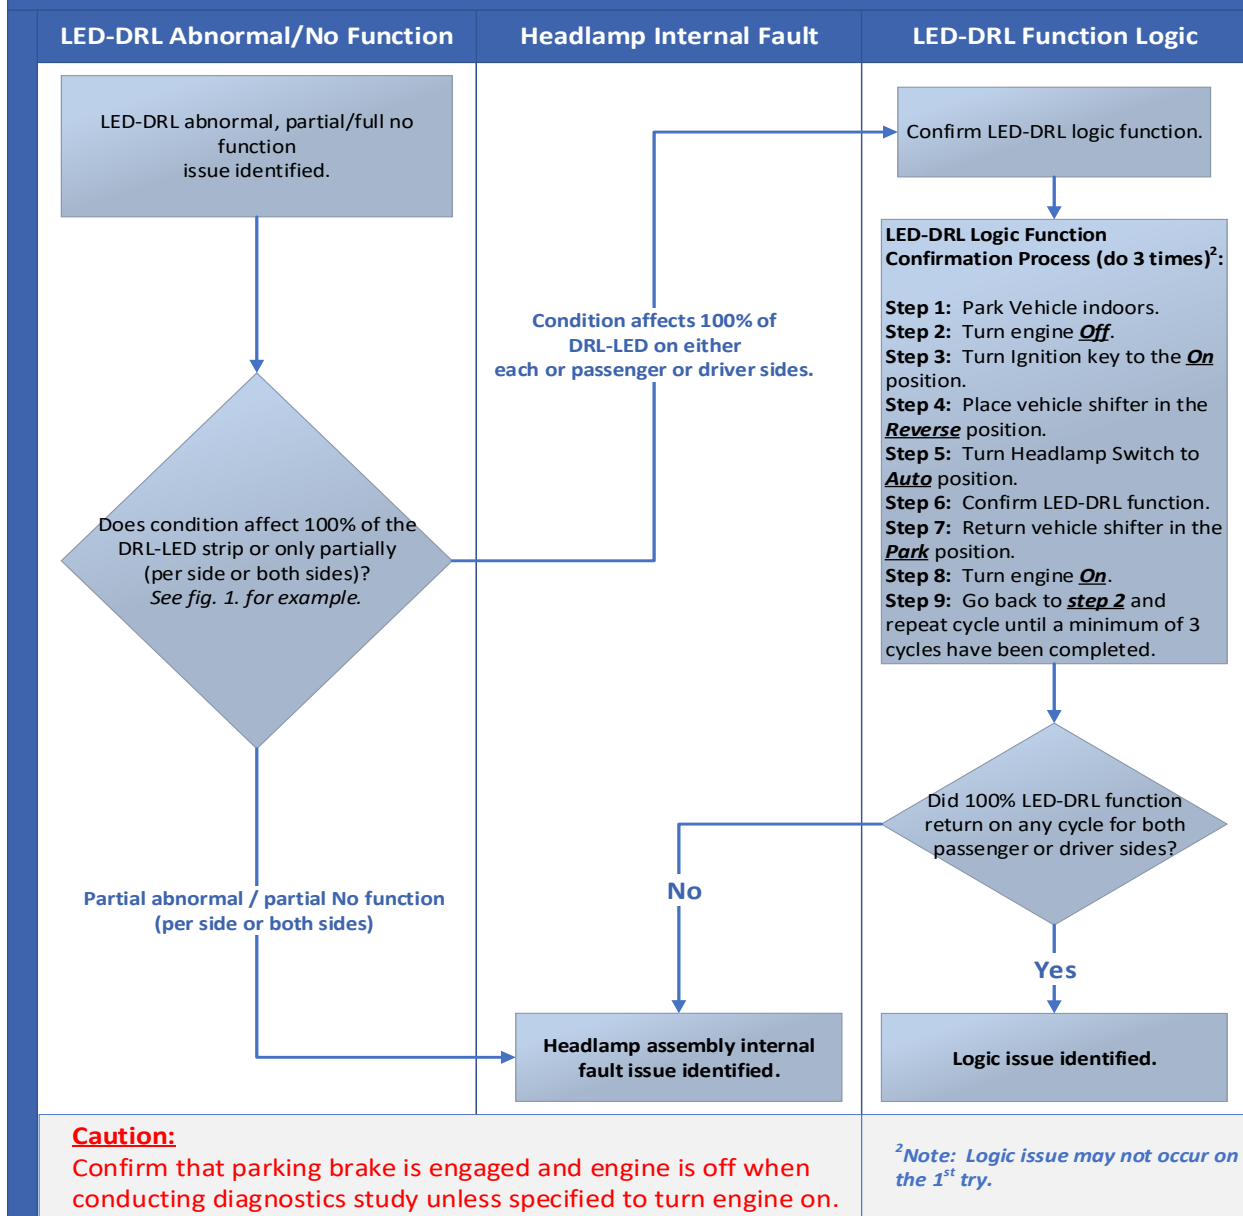 LED-DRL Abnormal/No Function
Headlamp Internal Fault
LED-DRL Function Logic
LED-DRL abnormal, partial/full no
function
issue identified.
Confirm LED-DRL logic function.
LED-DRL Logic Function
Confirmation Process (do 3 times)²:
Step 1: Park Vehicle indoors.
Step 2: Turn engine Off.
Step 3: Turn Ignition key to the On
position.
Step 4: Place vehicle shifter in the
Reverse position.
Step 5: Turn Headlamp Switch to
Auto position.
Step 6: Confirm LED-DRL function.
Step 7: Return vehicle shifter in the
Park position.
Step 8: Turn engine On.
Step 9: Go back to step 2 and
repeat cycle until a minimum of 3
cycles have been completed.
Condition affects 100% of
DRL-LED on either
each or passenger or driver sides.
Does condition affect 100% of the
DRL-LED strip or only partially
(per side or both sides)?
See fig. 1. for example.
Did 100% LED-DRL function
return on any cycle for both
passenger or driver sides?
Partial abnormal / partial No function
(per side or both sides)
No
Yes
Headlamp assembly internal
fault issue identified.
Logic issue identified.
Caution:
Confirm that parking brake is engaged and engine is off when
conducting diagnostics study unless specified to turn engine on.
²Note: Logic issue may not occur on
the 1st try.